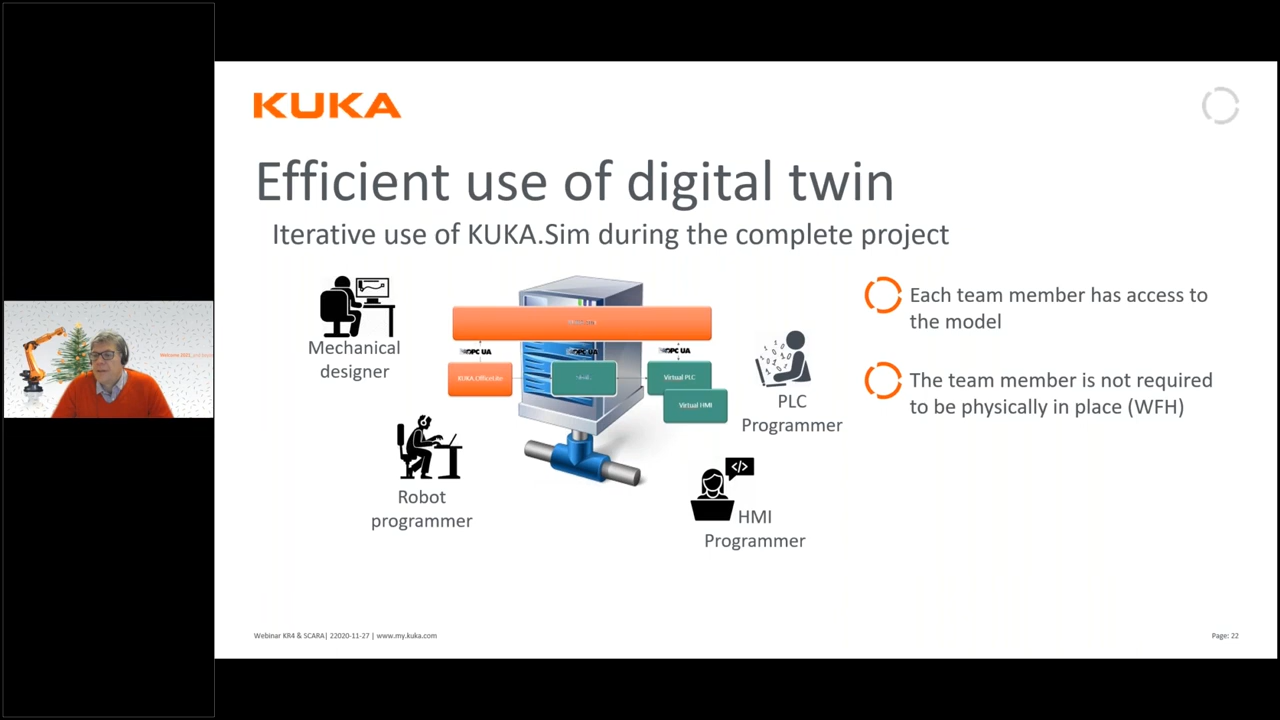 KUKA
Efficient use of digital twin
Iterative use of KUKA.Sim during the complete project
Mechanical
designer
OPC UA
OPC UA
OPC UA
KUKA.OfficeLite
Virtual PLC
Virtual HMI
PLC
Programmer
Robot
programmer
HMI
Programmer
Each team member has access to
the model
The team member is not required
to be physically in place (WFH)
Welcome 2021,
Webinar KR4 & SCARA| 22020-11-27 | www.my.kuka.com
Page: 22